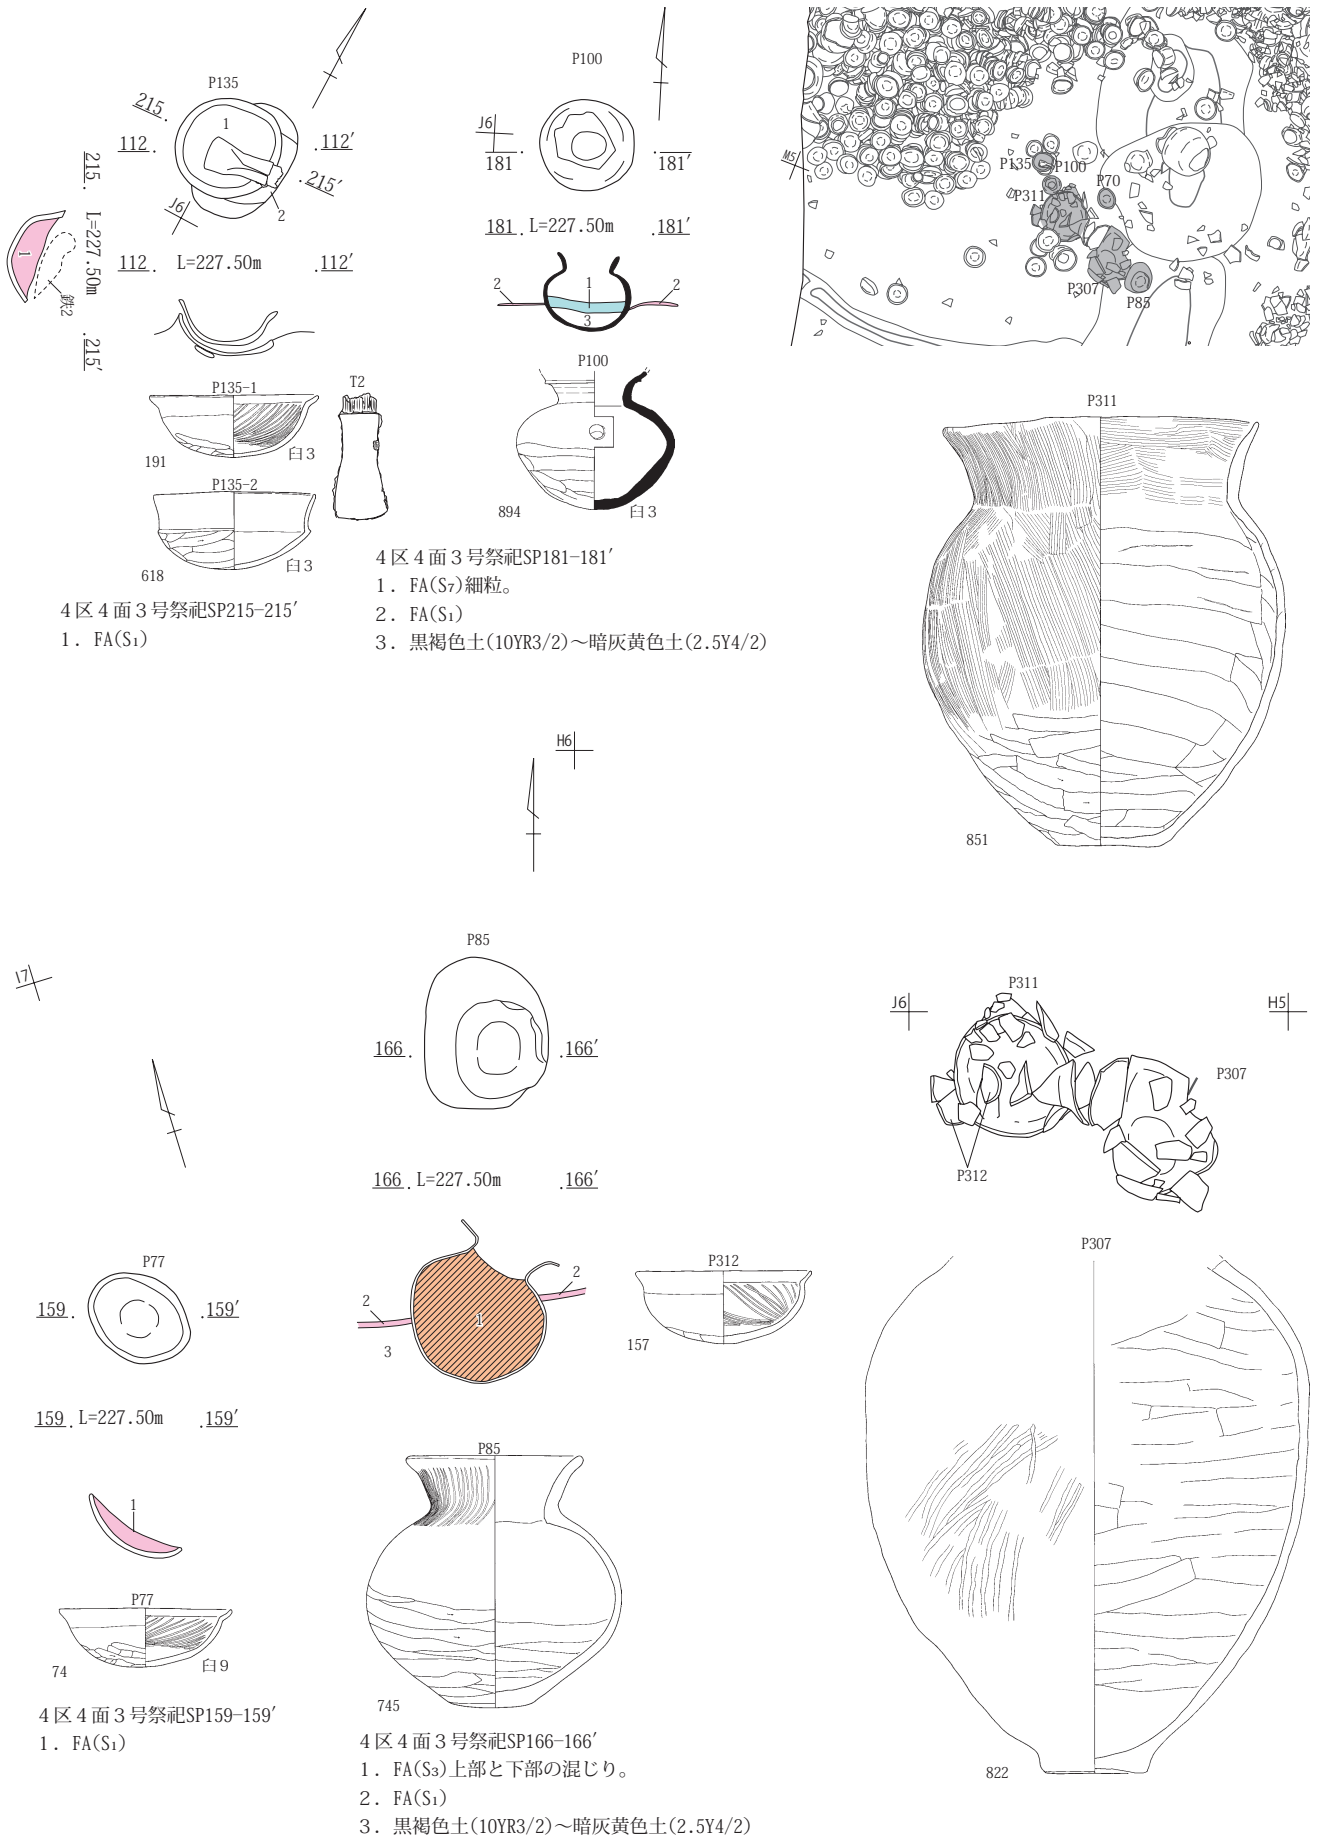 P135
215.
112.
.112′
.215′
1
2
J6
215.
L=227.50m
.215′
1
鉄2
112. L=227.50m .112′
P135-1
191
臼3
T2
P135-2
618
臼3
4区4面3号祭祀SP215-215′
1. FA(S₁)
P100
J6
181.
.181′
181. L=227.50m .181′
2
1
2
3
P100
894
臼3
4区4面3号祭祀SP181-181′
1. FA(S₇)細粒。
2. FA(S₁)
3. 黒褐色土(10YR3/2)〜暗灰黄色土(2.5Y4/2)
M5
P135
P100
P70
P311
P307
P85
P311
851
H6
I7
P77
159.
.159′
159. L=227.50m .159′
1
P77
74
臼9
4区4面3号祭祀SP159-159′
1. FA(S₁)
P85
166.
.166′
166. L=227.50m .166′
2
2
1
3
P85
745
4区4面3号祭祀SP166-166′
1. FA(S₃)上部と下部の混じり。
2. FA(S₁)
3. 黒褐色土(10YR3/2)〜暗灰黄色土(2.5Y4/2)
P312
157
J6
P311
H5
P307
P312
P307
822